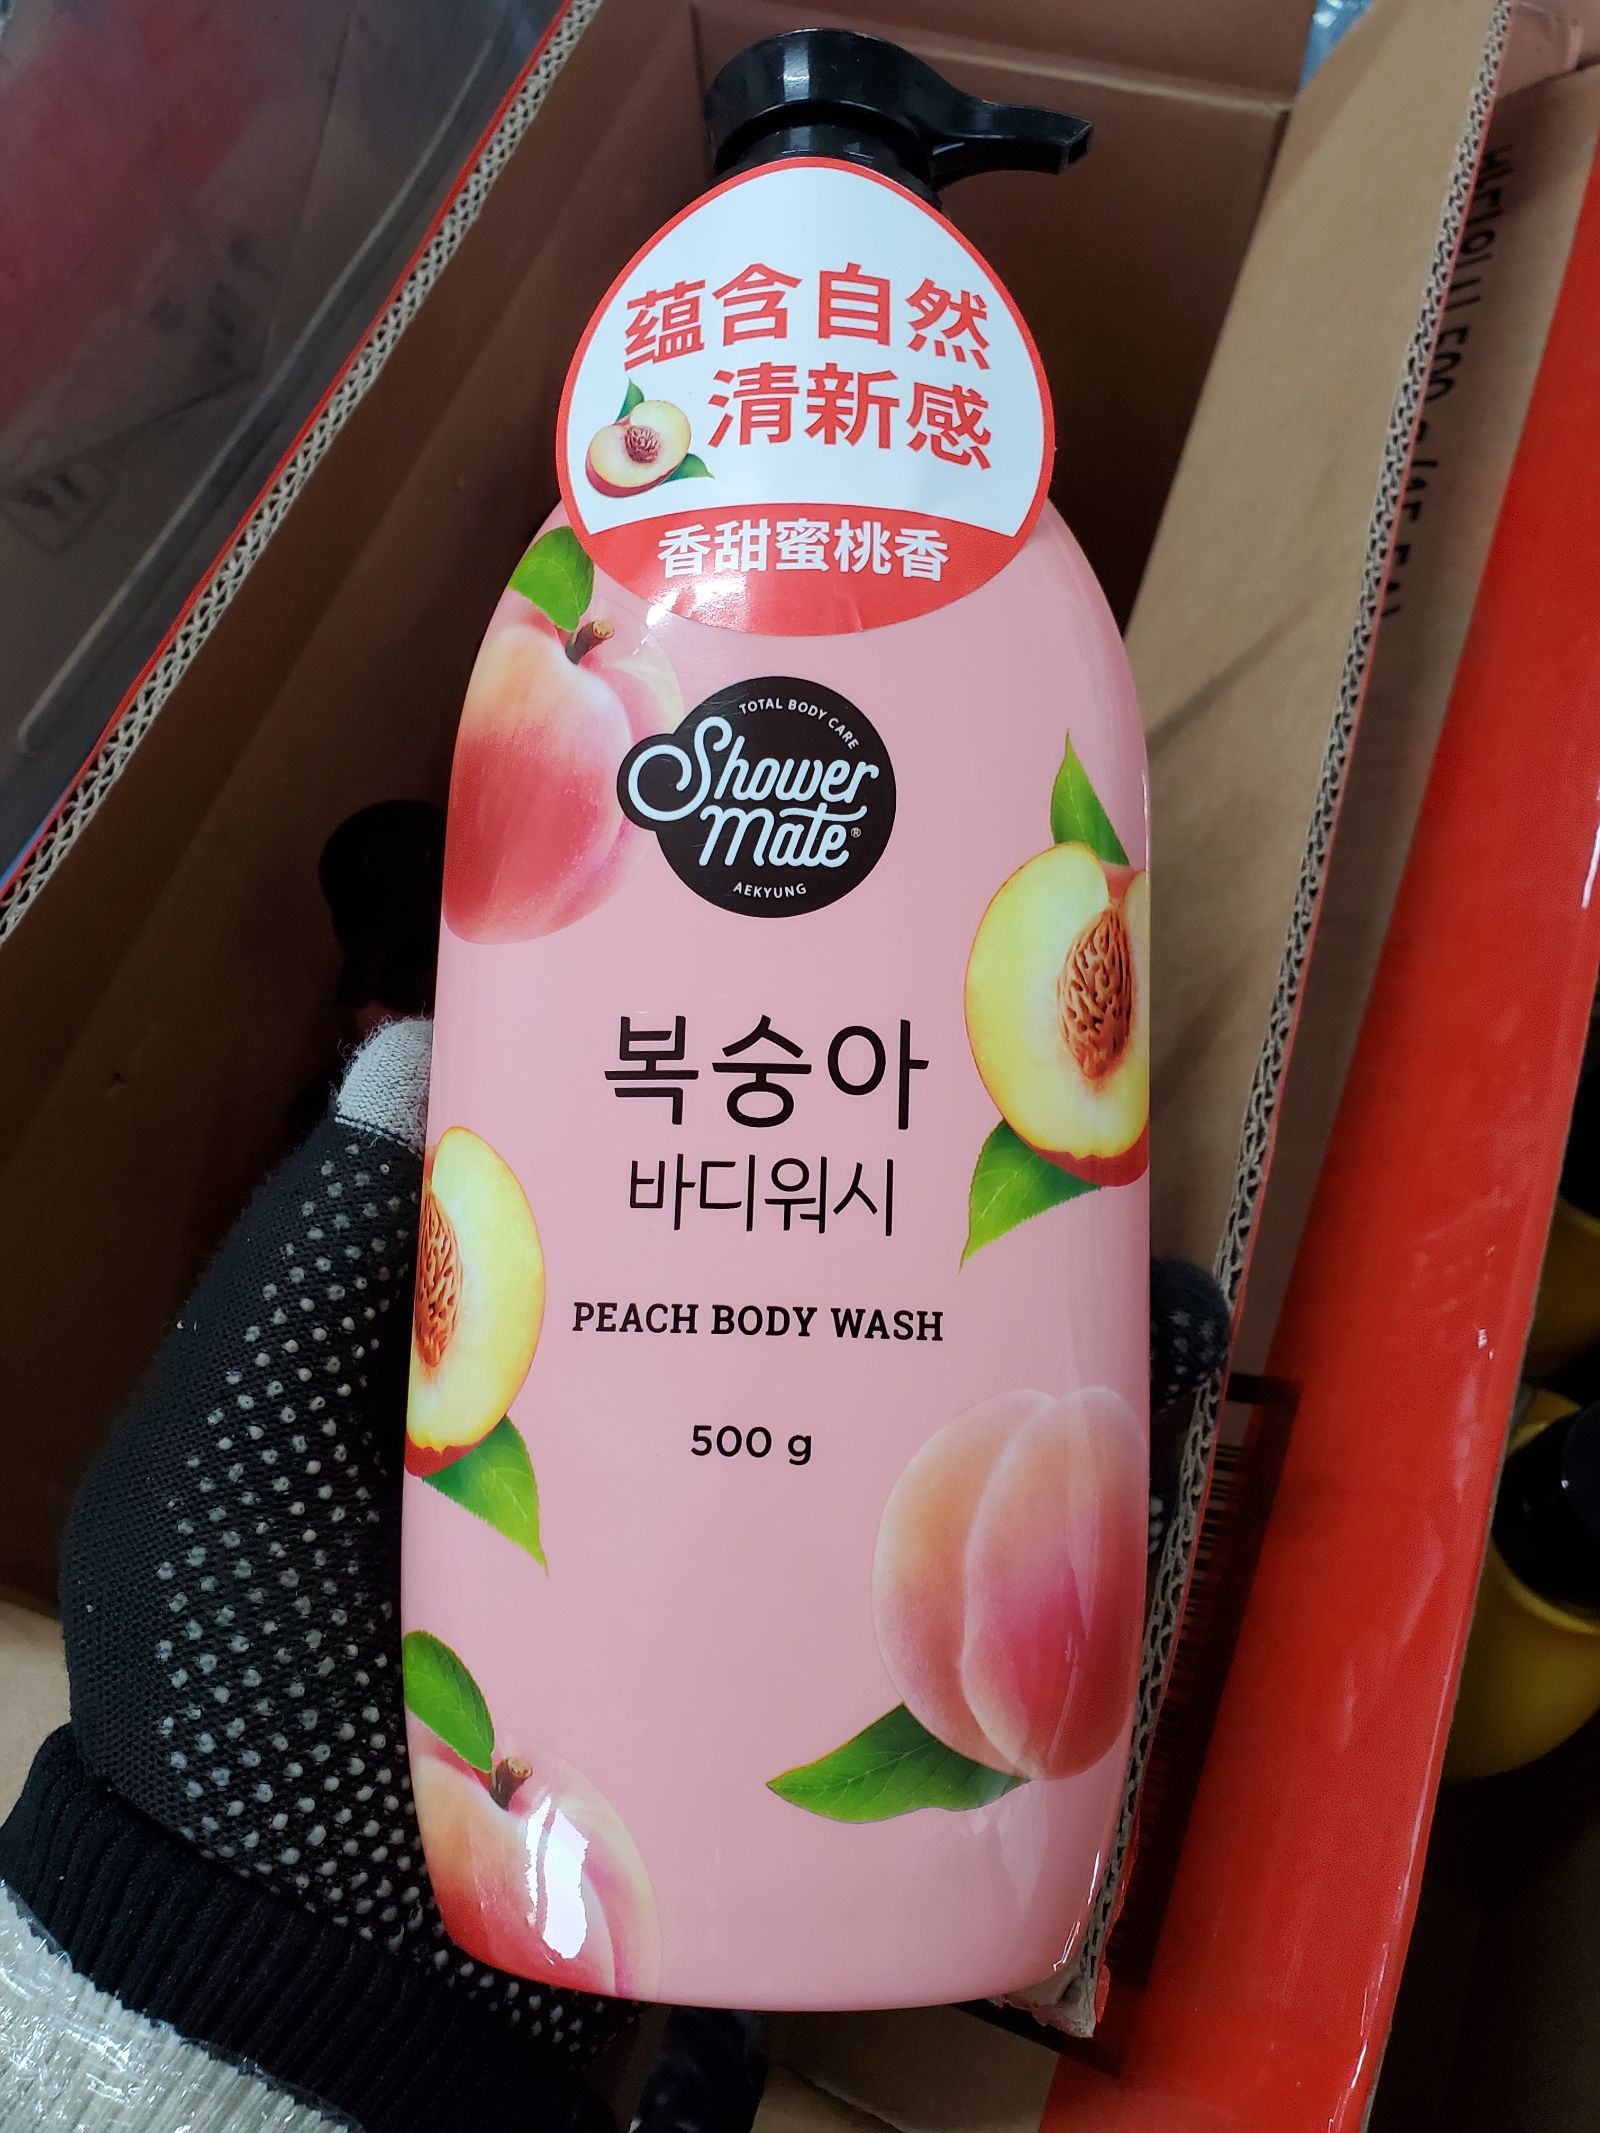 蕴含自然
清新感
香甜蜜桃香
TOTAL BODY CARE
Shower
mate®
AEKYUNG
복숭아
바디워시
PEACH BODY WASH
500 g